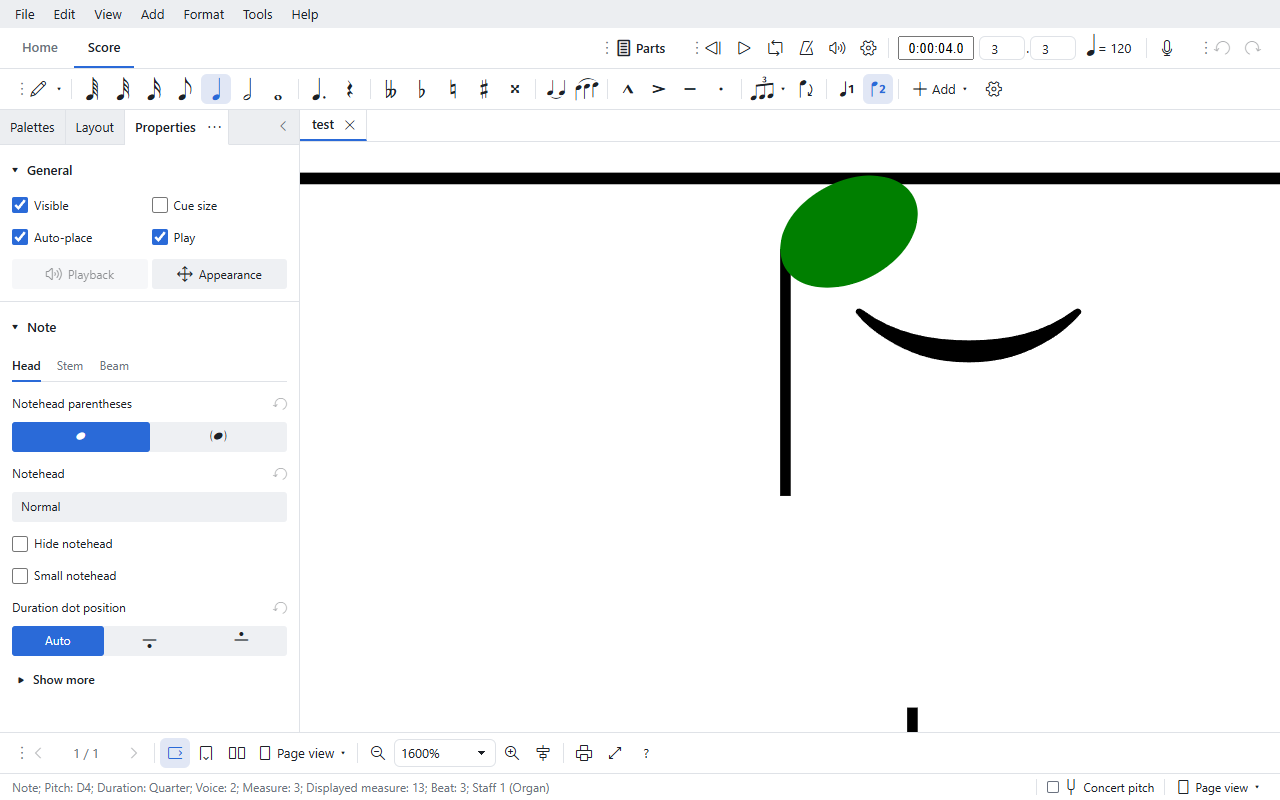 File Edit View Add Format Tools Help
Home Score Parts 0:00:04.0 3 . 3 = 120
3 1 2 Add
Palettes Layout Properties test
General
Visible Cue size
Auto-place Play
Playback Appearance
Note
Head Stem Beam
Notehead parentheses
Notehead
Normal
Hide notehead
Small notehead
Duration dot position
Auto
Show more
1 / 1 Page view 1600% ?
Note; Pitch: D4; Duration: Quarter; Voice: 2; Measure: 3; Displayed measure: 13; Beat: 3; Staff 1 (Organ) Concert pitch Page view